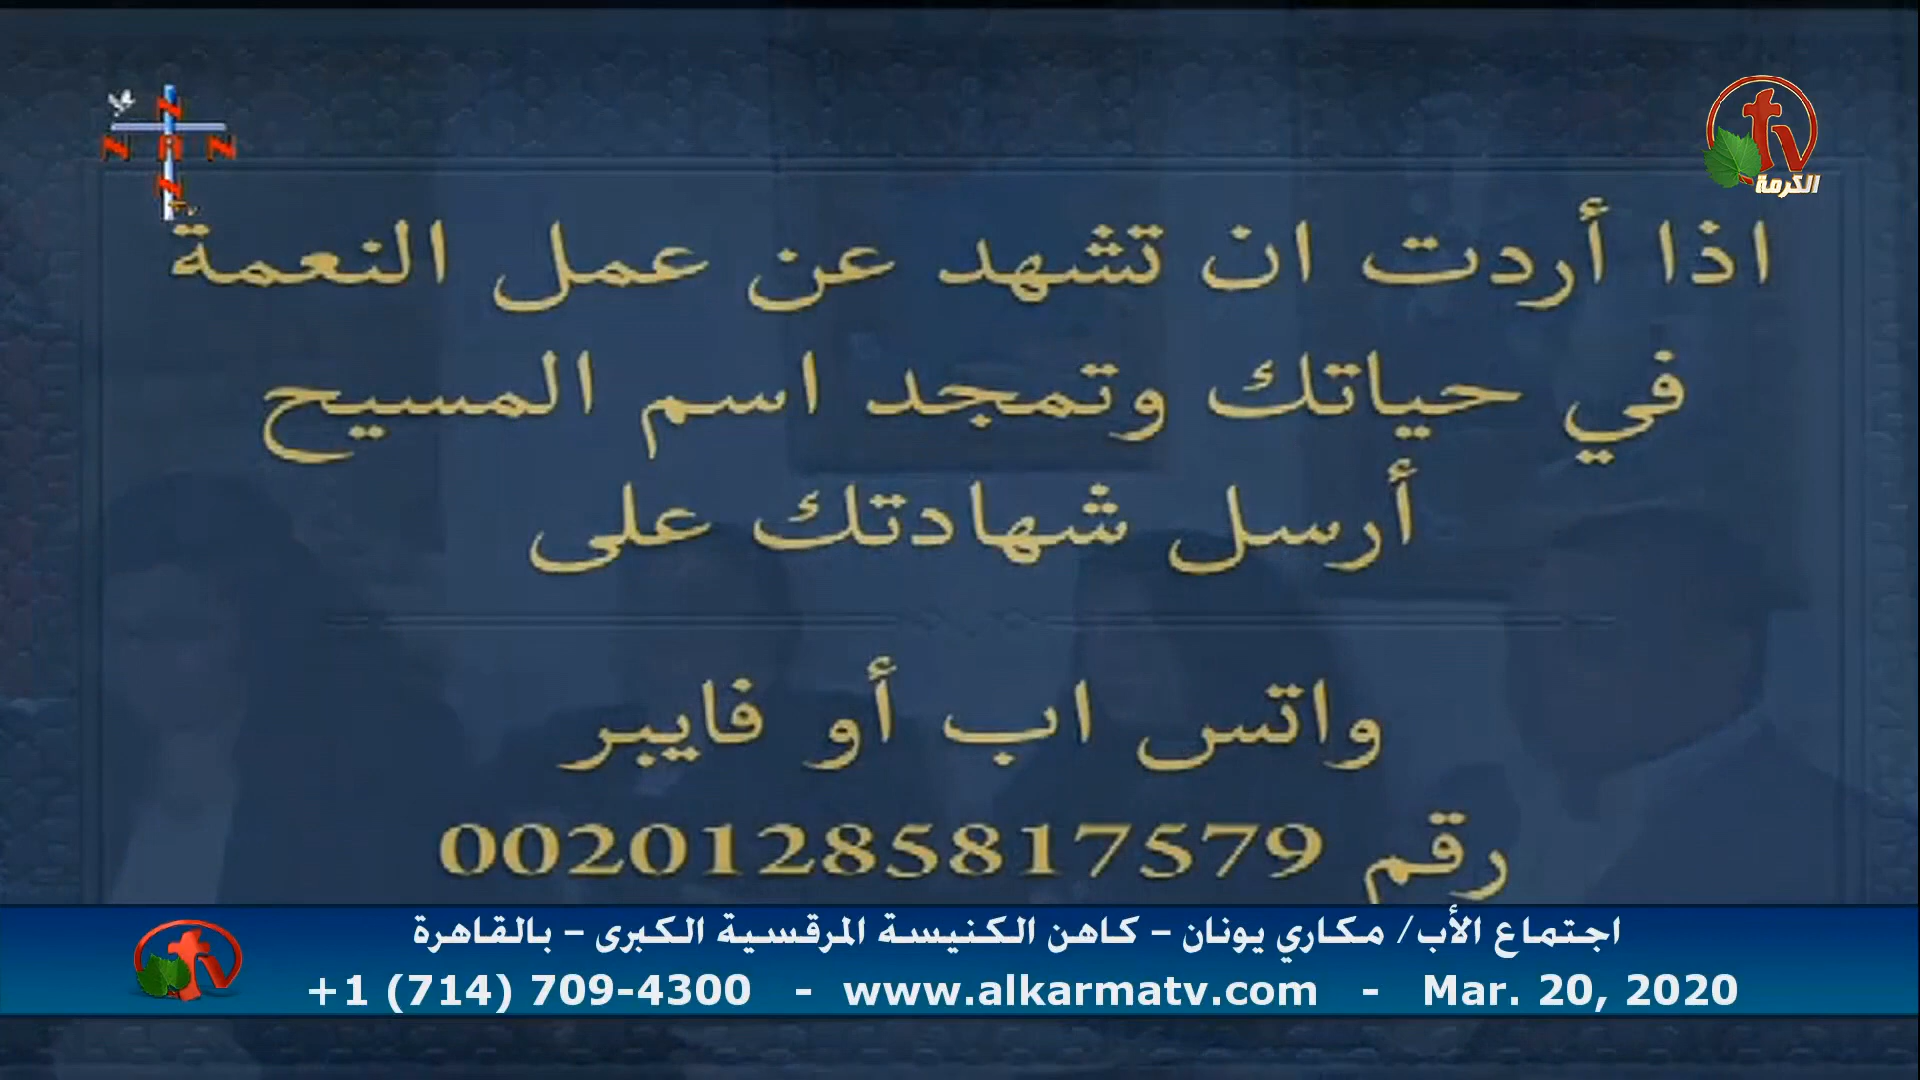 اذا أردت ان تشهد عن عمل النعمة
في حياتك وتمجد اسم المسيح
أرسل شهادتك على
واتس اب أو فايبر
رقم 00201285817579
tv
الكرمة
اجتماع الأب/ مكاري يونان – كاهن الكنيسة المرقسية الكبرى – بالقاهرة
tv
+1 (714) 709-4300 - www.alkarmatv.com - Mar. 20, 2020